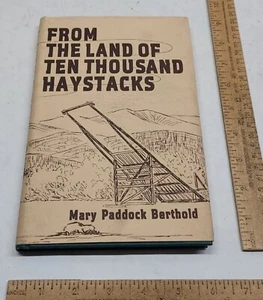 FROM
THE LAND OF
TEN THOUSAND
HAYSTACKS
Mary Paddock Berthold